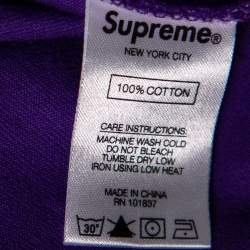 Supreme®
NEW YORK CITY
100% COTTON
CARE INSTRUCTIONS:
MACHINE WASH COLD
DO NOT BLEACH
TUMBLE DRY LOW
IRON USING LOW HEAT
MADE IN CHINA
RN 101837
30°